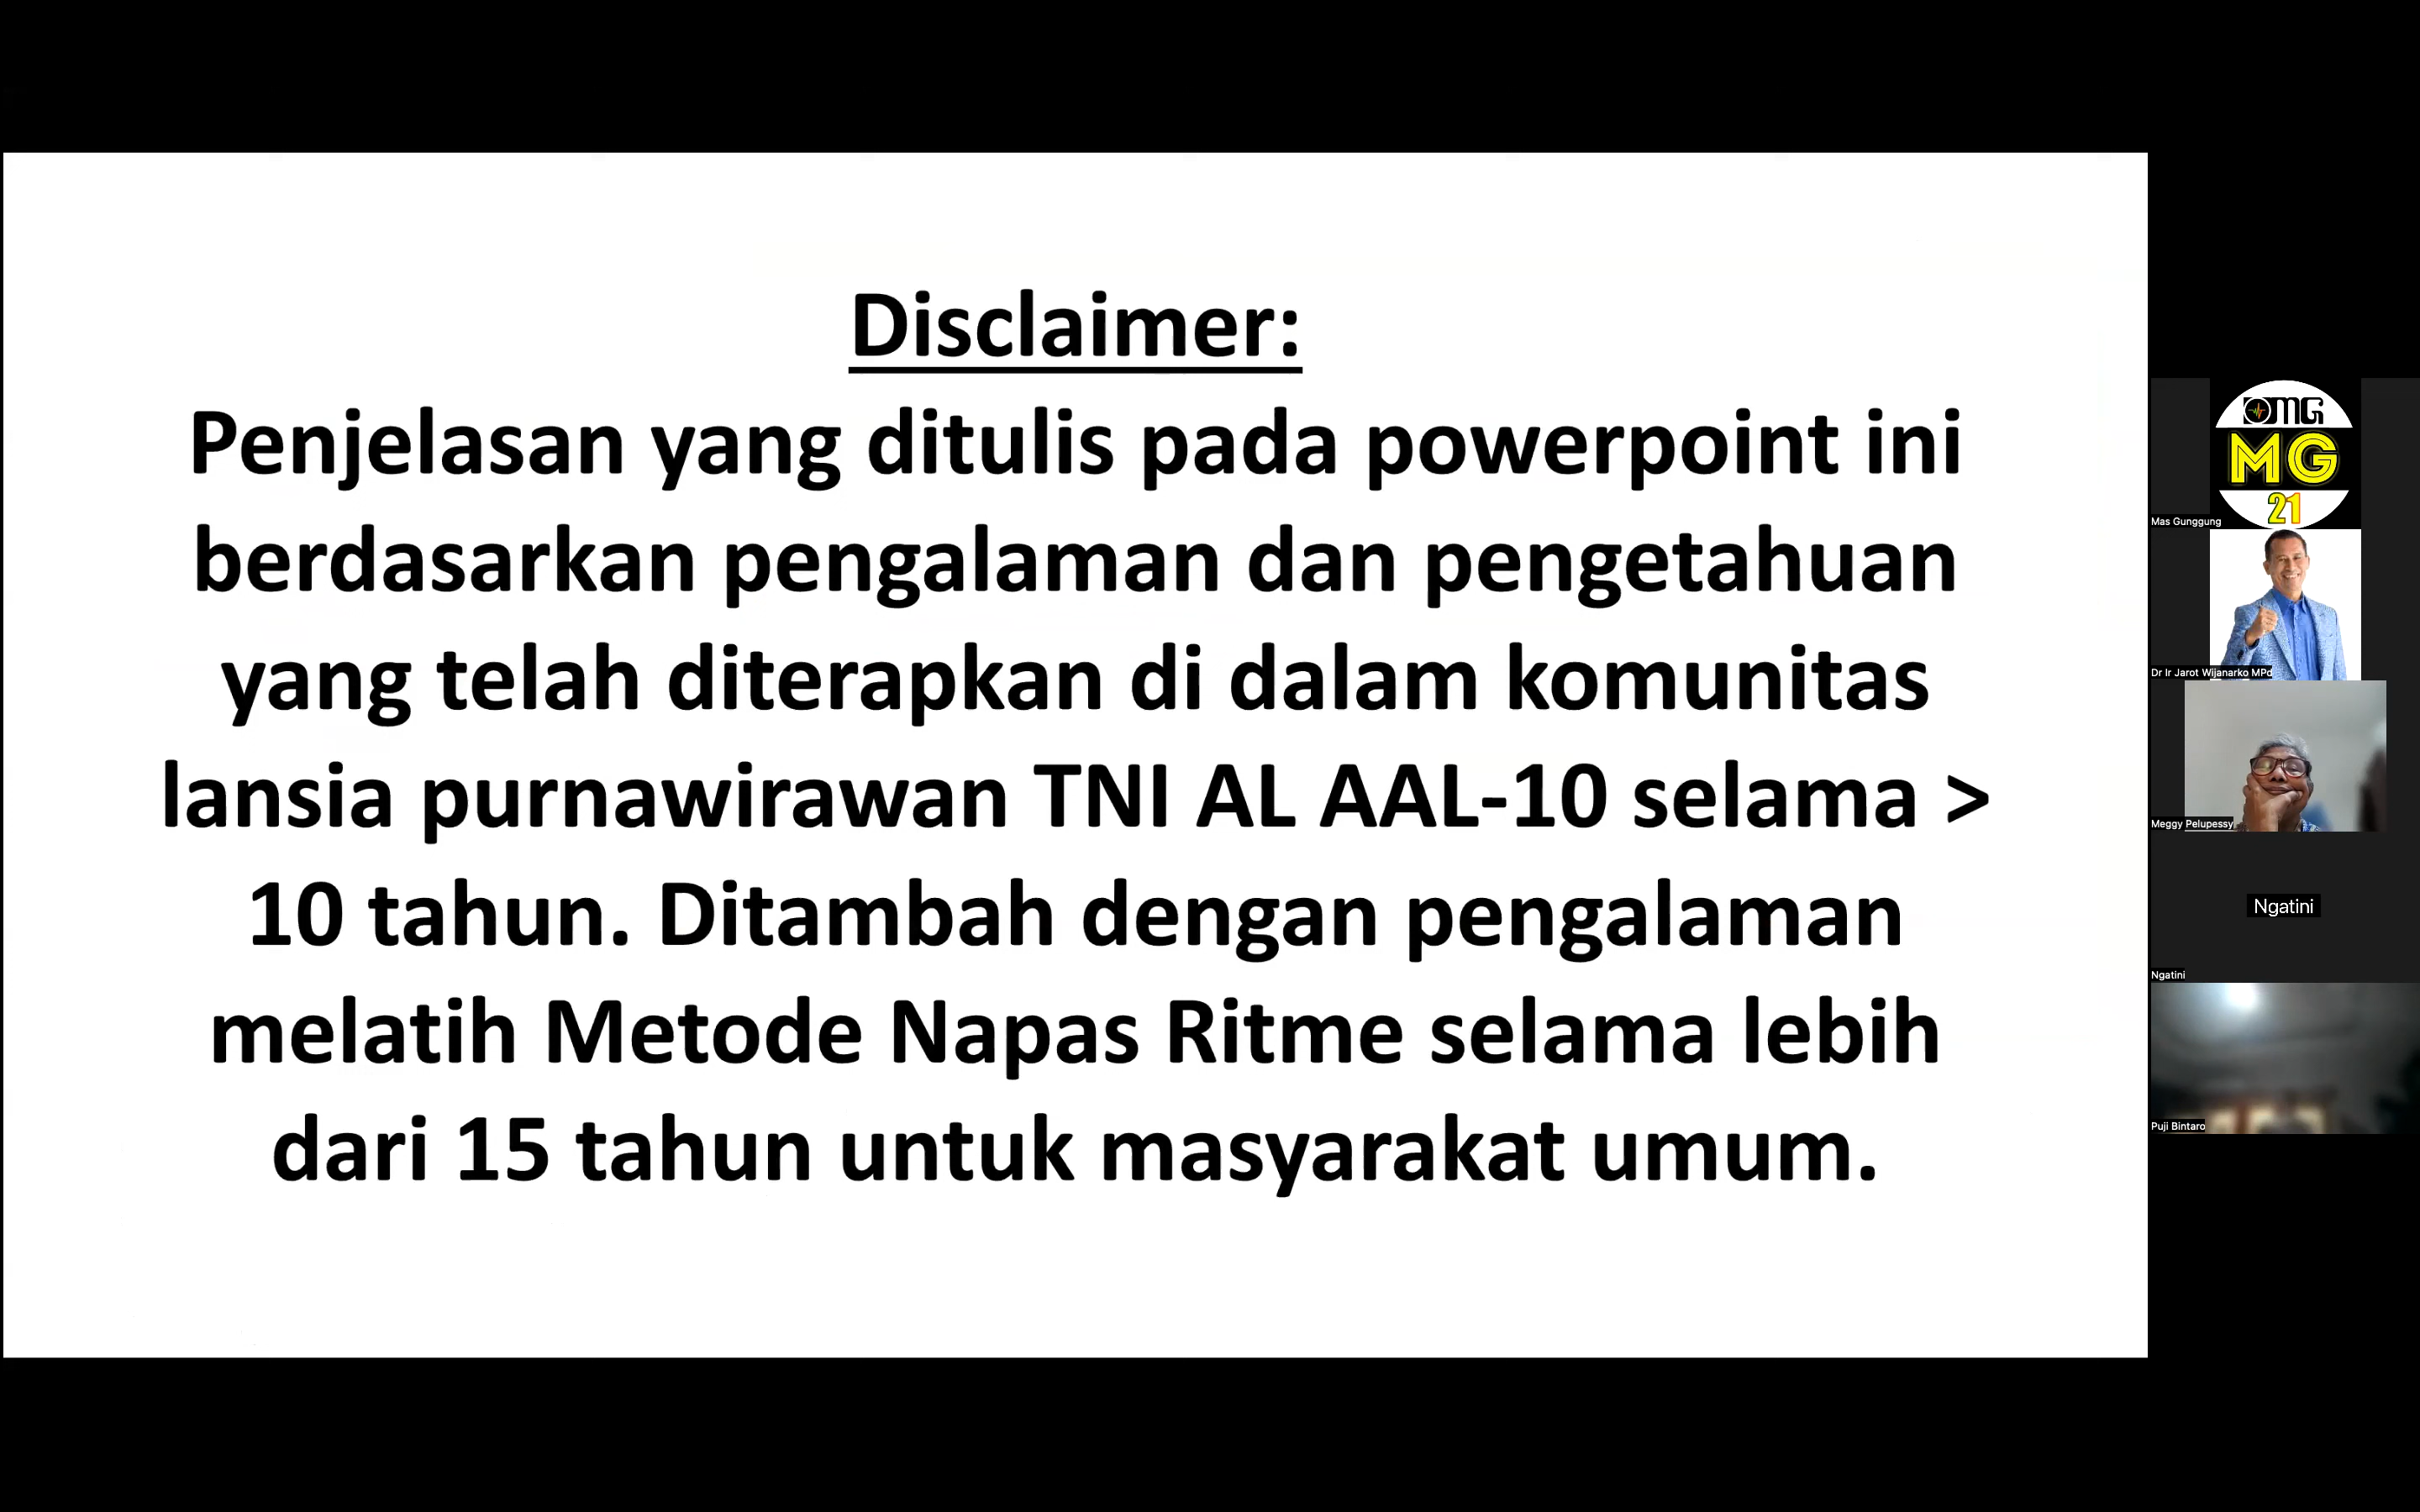 Disclaimer:
Penjelasan yang ditulis pada powerpoint ini
berdasarkan pengalaman dan pengetahuan
yang telah diterapkan di dalam komunitas
lansia purnawirawan TNI AL AAL-10 selama >
10 tahun. Ditambah dengan pengalaman
melatih Metode Napas Ritme selama lebih
dari 15 tahun untuk masyarakat umum.
OMG
MG
21
Mas Gunggung
Dr Ir Jarot Wijanarko MPd
Meggy Pelupessy
Ngatini
Ngatini
Puji Bintaro